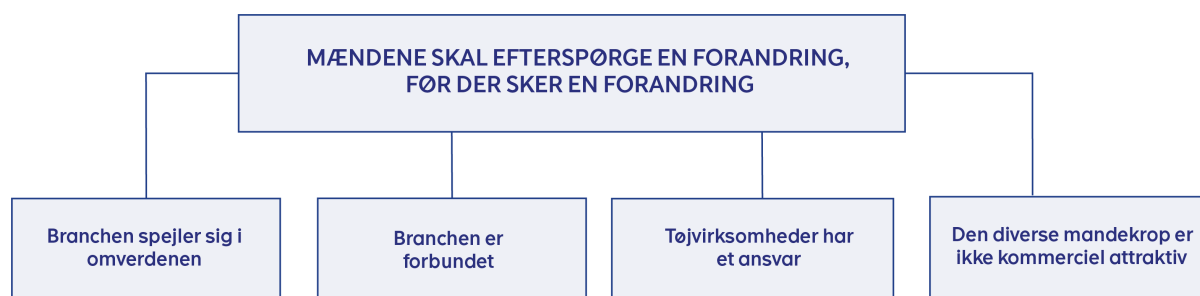 MÆNDENE SKAL EFTERSPØRGE EN FORANDRING,
FØR DER SKER EN FORANDRING
Branchen spejler sig i
omverdenen
Branchen er
forbundet
Tøjvirksomheder har
et ansvar
Den diverse mandekrop er
ikke kommerciel attraktiv